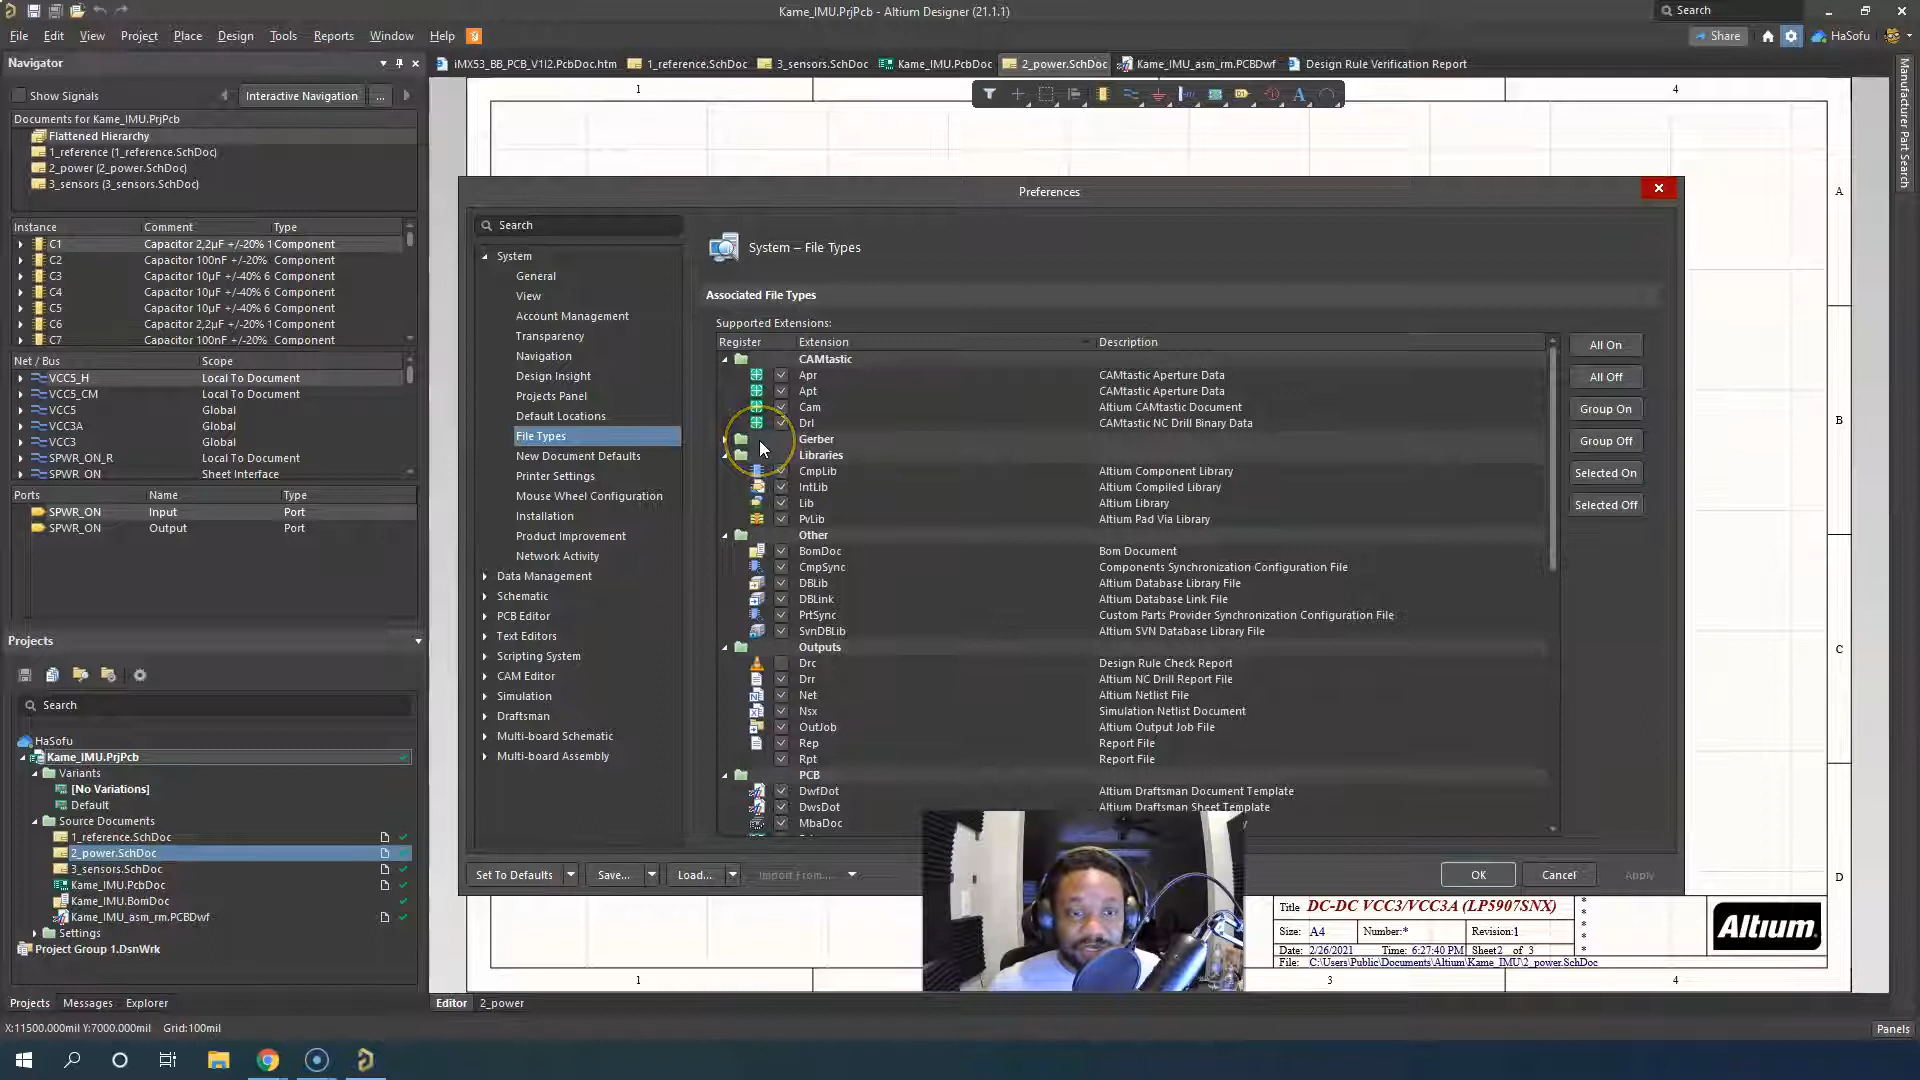 Kame_IMU.PrjPcb - Altium Designer (21.1.1)
Search
File Edit View Project Place Design Tools Reports Window Help
Share
HaSofu
Navigator
iMX53_BB_PCB_V1I2.PcbDoc.htm 1_reference.SchDoc 3_sensors.SchDoc Kame_IMU.PcbDoc 2_power.SchDoc Kame_IMU_asm_rm.PCBDwf Design Rule Verification Report
Show Signals
Interactive Navigation
...
Documents for Kame_IMU.PrjPcb
Flattened Hierarchy
1_reference (1_reference.SchDoc)
2_power (2_power.SchDoc)
3_sensors (3_sensors.SchDoc)
Instance Comment Type
C1 Capacitor 2,2µF +/-20% 1 Component
C2 Capacitor 100nF +/-20% Component
C3 Capacitor 10µF +/-40% 6 Component
C4 Capacitor 10µF +/-40% 6 Component
C5 Capacitor 10µF +/-40% 6 Component
C6 Capacitor 2,2µF +/-20% 1 Component
C7 Capacitor 100nF +/-20% Component
Net / Bus Scope
VCC5_H Local To Document
VCC5_CM Local To Document
VCC5 Global
VCC3A Global
VCC3 Global
SPWR_ON_R Local To Document
SPWR_ON Sheet Interface
Ports Name Type
SPWR_ON Input Port
SPWR_ON Output Port
Projects
Search
HaSofu
Kame_IMU.PrjPcb
Variants
[No Variations]
Default
Source Documents
1_reference.SchDoc
2_power.SchDoc
3_sensors.SchDoc
Kame_IMU.PcbDoc
Kame_IMU.BomDoc
Kame_IMU_asm_rm.PCBDwf
Settings
Project Group 1.DsnWrk
Projects Messages Explorer
X:11500.000mil Y:7000.000mil Grid:100mil
1
4
A
B
C
D
Manufacturer Part Search
Preferences
Search
System
General
View
Account Management
Transparency
Navigation
Design Insight
Projects Panel
Default Locations
File Types
New Document Defaults
Printer Settings
Mouse Wheel Configuration
Installation
Product Improvement
Network Activity
Data Management
Schematic
PCB Editor
Text Editors
Scripting System
CAM Editor
Simulation
Draftsman
Multi-board Schematic
Multi-board Assembly
System – File Types
Associated File Types
Supported Extensions:
Register Extension Description
CAMtastic
Apr CAMtastic Aperture Data
Apt CAMtastic Aperture Data
Cam Altium CAMtastic Document
Drl CAMtastic NC Drill Binary Data
Gerber
Libraries
CmpLib Altium Component Library
IntLib Altium Compiled Library
Lib Altium Library
PvLib Altium Pad Via Library
Other
BomDoc Bom Document
CmpSync Components Synchronization Configuration File
DBLib Altium Database Library File
DBLink Altium Database Link File
PrtSync Custom Parts Provider Synchronization Configuration File
SvnDBLib Altium SVN Database Library File
Outputs
Drc Design Rule Check Report
Drr Altium NC Drill Report File
Net Altium Netlist File
Nsx Simulation Netlist Document
OutJob Altium Output Job File
Rep Report File
Rpt Report File
PCB
DwfDot Altium Draftsman Document Template
DwsDot Altium Draftsman Sheet Template
MbaDoc
All On
All Off
Group On
Group Off
Selected On
Selected Off
Set To Defaults Save... Load... Import From...
OK Cancel Apply
Title DC-DC VCC3/VCC3A (LP5907SNX)
Size: A4 Number:* Revision:1
Date: 2/26/2021 Time: 6:27:40 PM Sheet2 of 3
File: C:\Users\Public\Documents\Altium\Kame_IMU\2_power.SchDoc
*
*
*
*
*
Altium
1
3
4
Editor 2_power
Panels